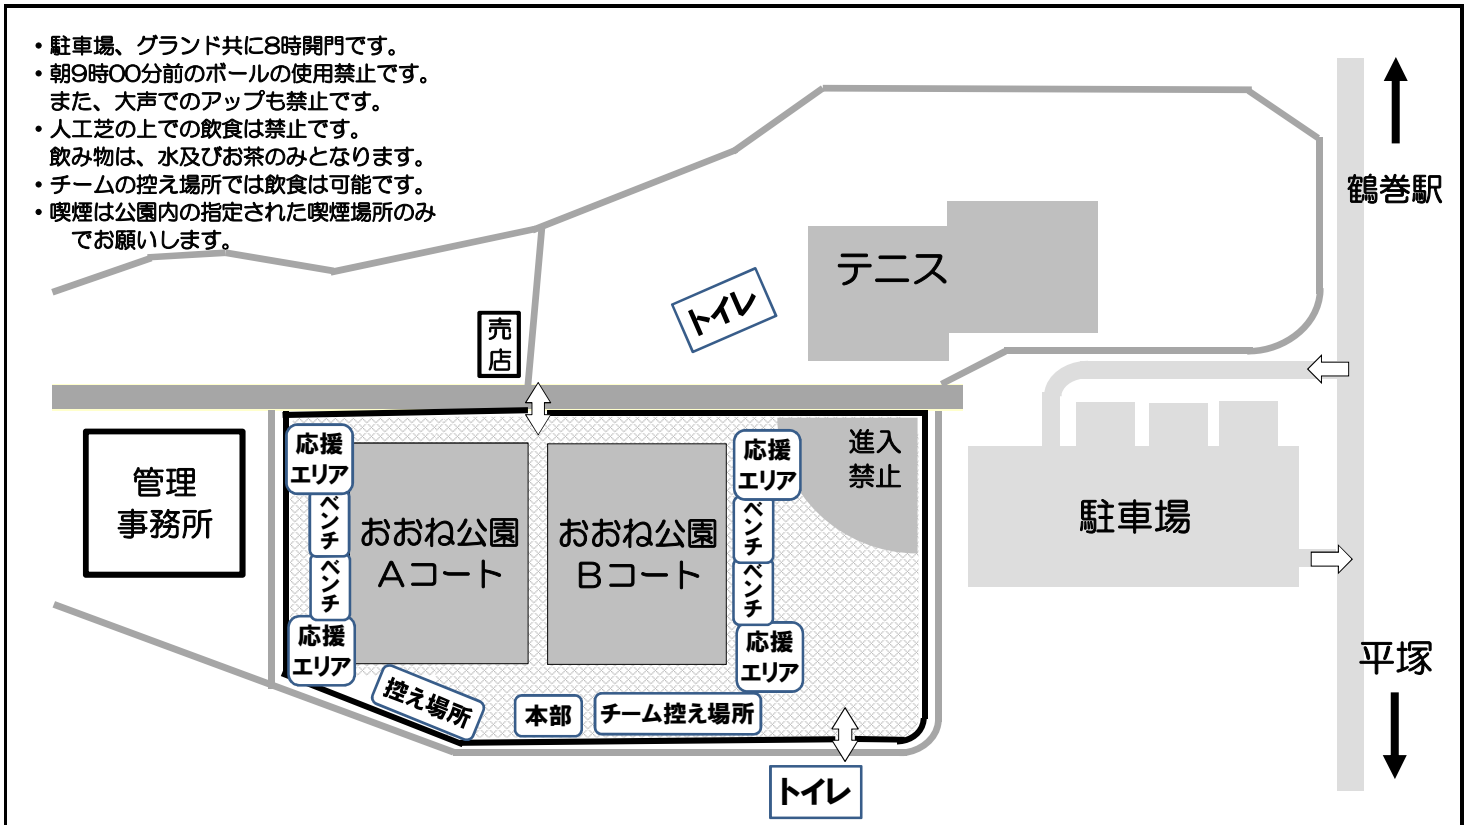 ・駐車場、グランド共に8時開門です。
・朝9時00分前のボールの使用禁止です。
また、大声でのアップも禁止です。
・人工芝の上での飲食は禁止です。
飲み物は、水及びお茶のみとなります。
・チームの控え場所では飲食は可能です。
・喫煙は公園内の指定された喫煙場所のみ
でお願いします。
鶴巻駅
テニス
トイレ
売
店
管理
事務所
応援
エリア
ベンチ
ベンチ
応援
エリア
おおね公園
Aコート
おおね公園
Bコート
応援
エリア
ベンチ
ベンチ
応援
エリア
進入
禁止
駐車場
平塚
控え場所
本部
チーム控え場所
トイレ